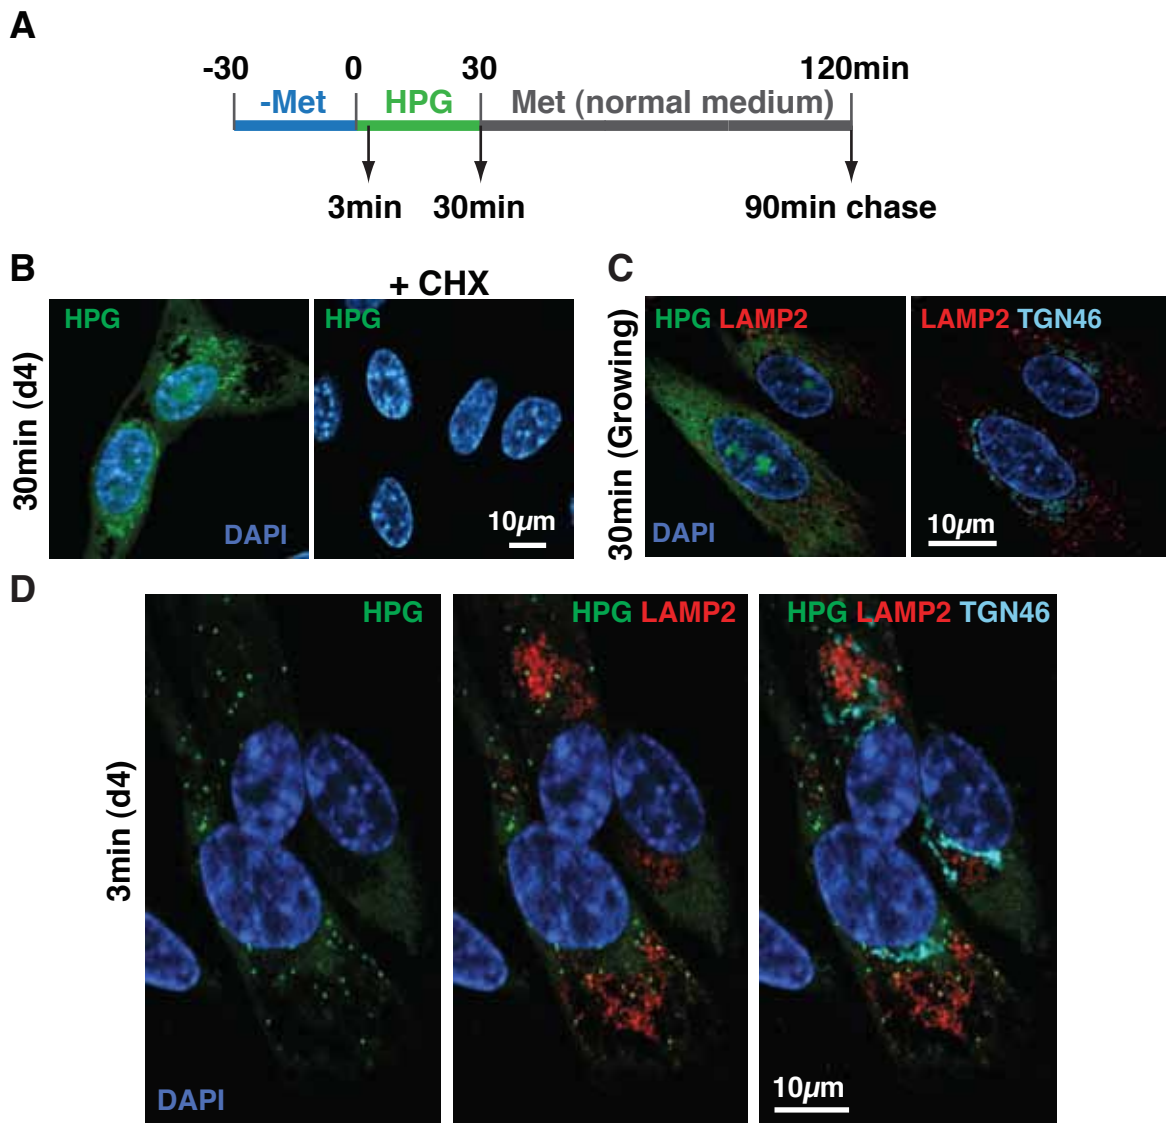 A
-30 0 30 120min
-Met HPG Met (normal medium)
3min 30min 90min chase
B
+ CHX
C
30min (d4)
HPG
DAPI
HPG
10µm
30min (Growing)
HPG LAMP2
DAPI
LAMP2 TGN46
10µm
D
3min (d4)
HPG
DAPI
HPG LAMP2
HPG LAMP2 TGN46
10µm